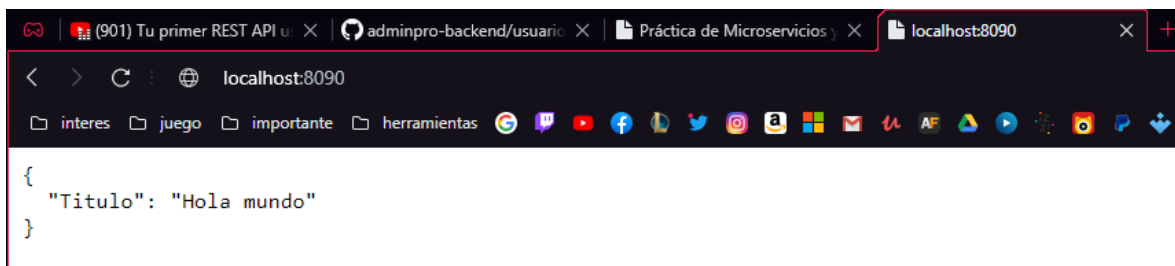 (901) Tu primer REST API u
adminpro-backend/usuario
Práctica de Microservicios y
localhost:8090
localhost:8090
interes
juego
importante
herramientas
{
"Titulo": "Hola mundo"
}